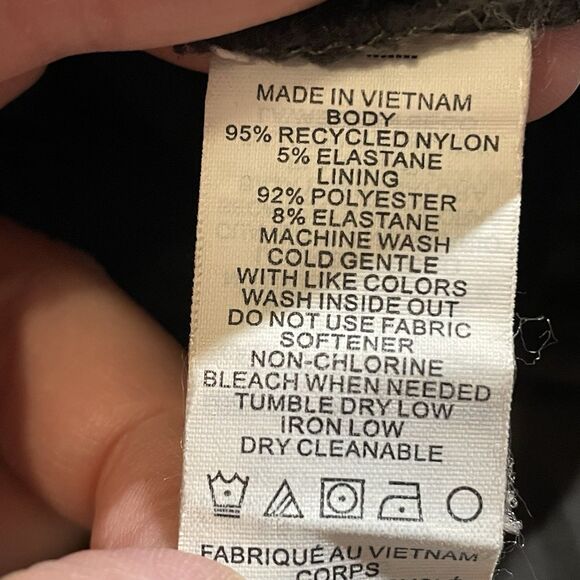 MADE IN VIETNAM
BODY
95% RECYCLED NYLON
5% ELASTANE
LINING
92% POLYESTER
8% ELASTANE
MACHINE WASH
COLD GENTLE
WITH LIKE COLORS
WASH INSIDE OUT
DO NOT USE FABRIC
SOFTENER
NON-CHLORINE
BLEACH WHEN NEEDED
TUMBLE DRY LOW
IRON LOW
DRY CLEANABLE
FABRIQUÉ AU VIETNAM
CORPS